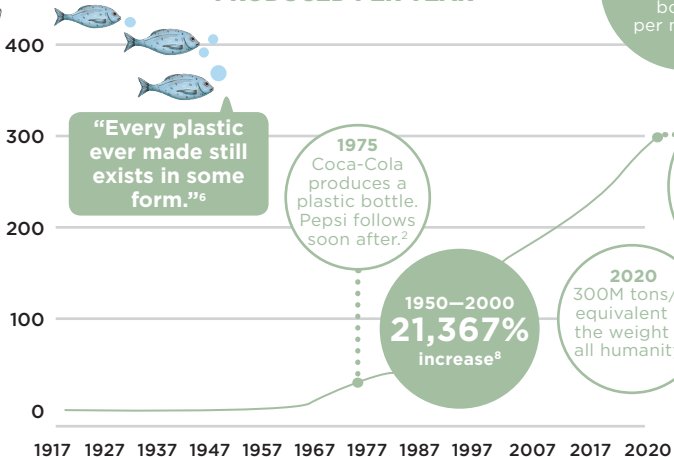 400
300
200
100
0
"Every plastic
ever made still
exists in some
form."⁶
1975
Coca-Cola
produces a
plastic bottle.
Pepsi follows
soon after.²
1950—2000
21,367%
increase⁸
2020
300M tons/
equivalent
the weight
all
per
1917 1927 1937 1947 1957 1967 1977 1987 1997 2007 2017 2020